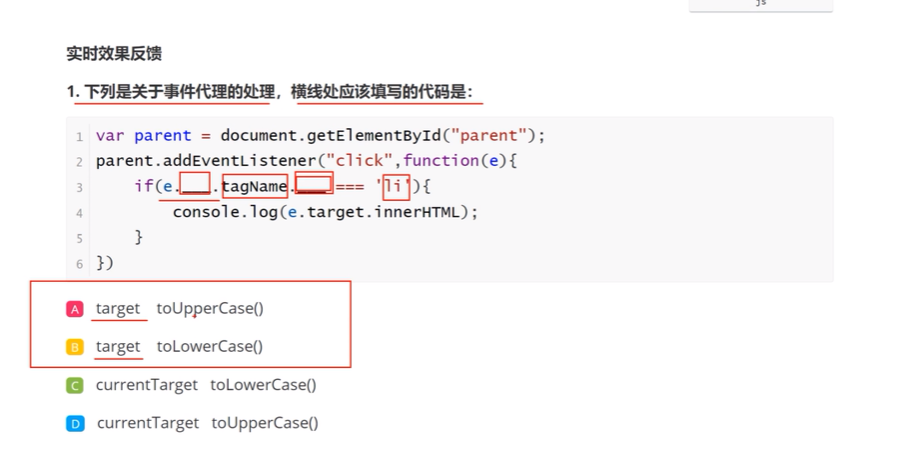 js
实时效果反馈
1. 下列是关于事件代理的处理，横线处应该填写的代码是：
1 var parent = document.getElementById("parent");
2 parent.addEventListener("click",function(e){
3 if(e.___.tagName.___=== 'li'){
4 console.log(e.target.innerHTML);
5 }
6 })
A target toUpperCase()
B target toLowerCase()
C currentTarget toLowerCase()
D currentTarget toUpperCase()